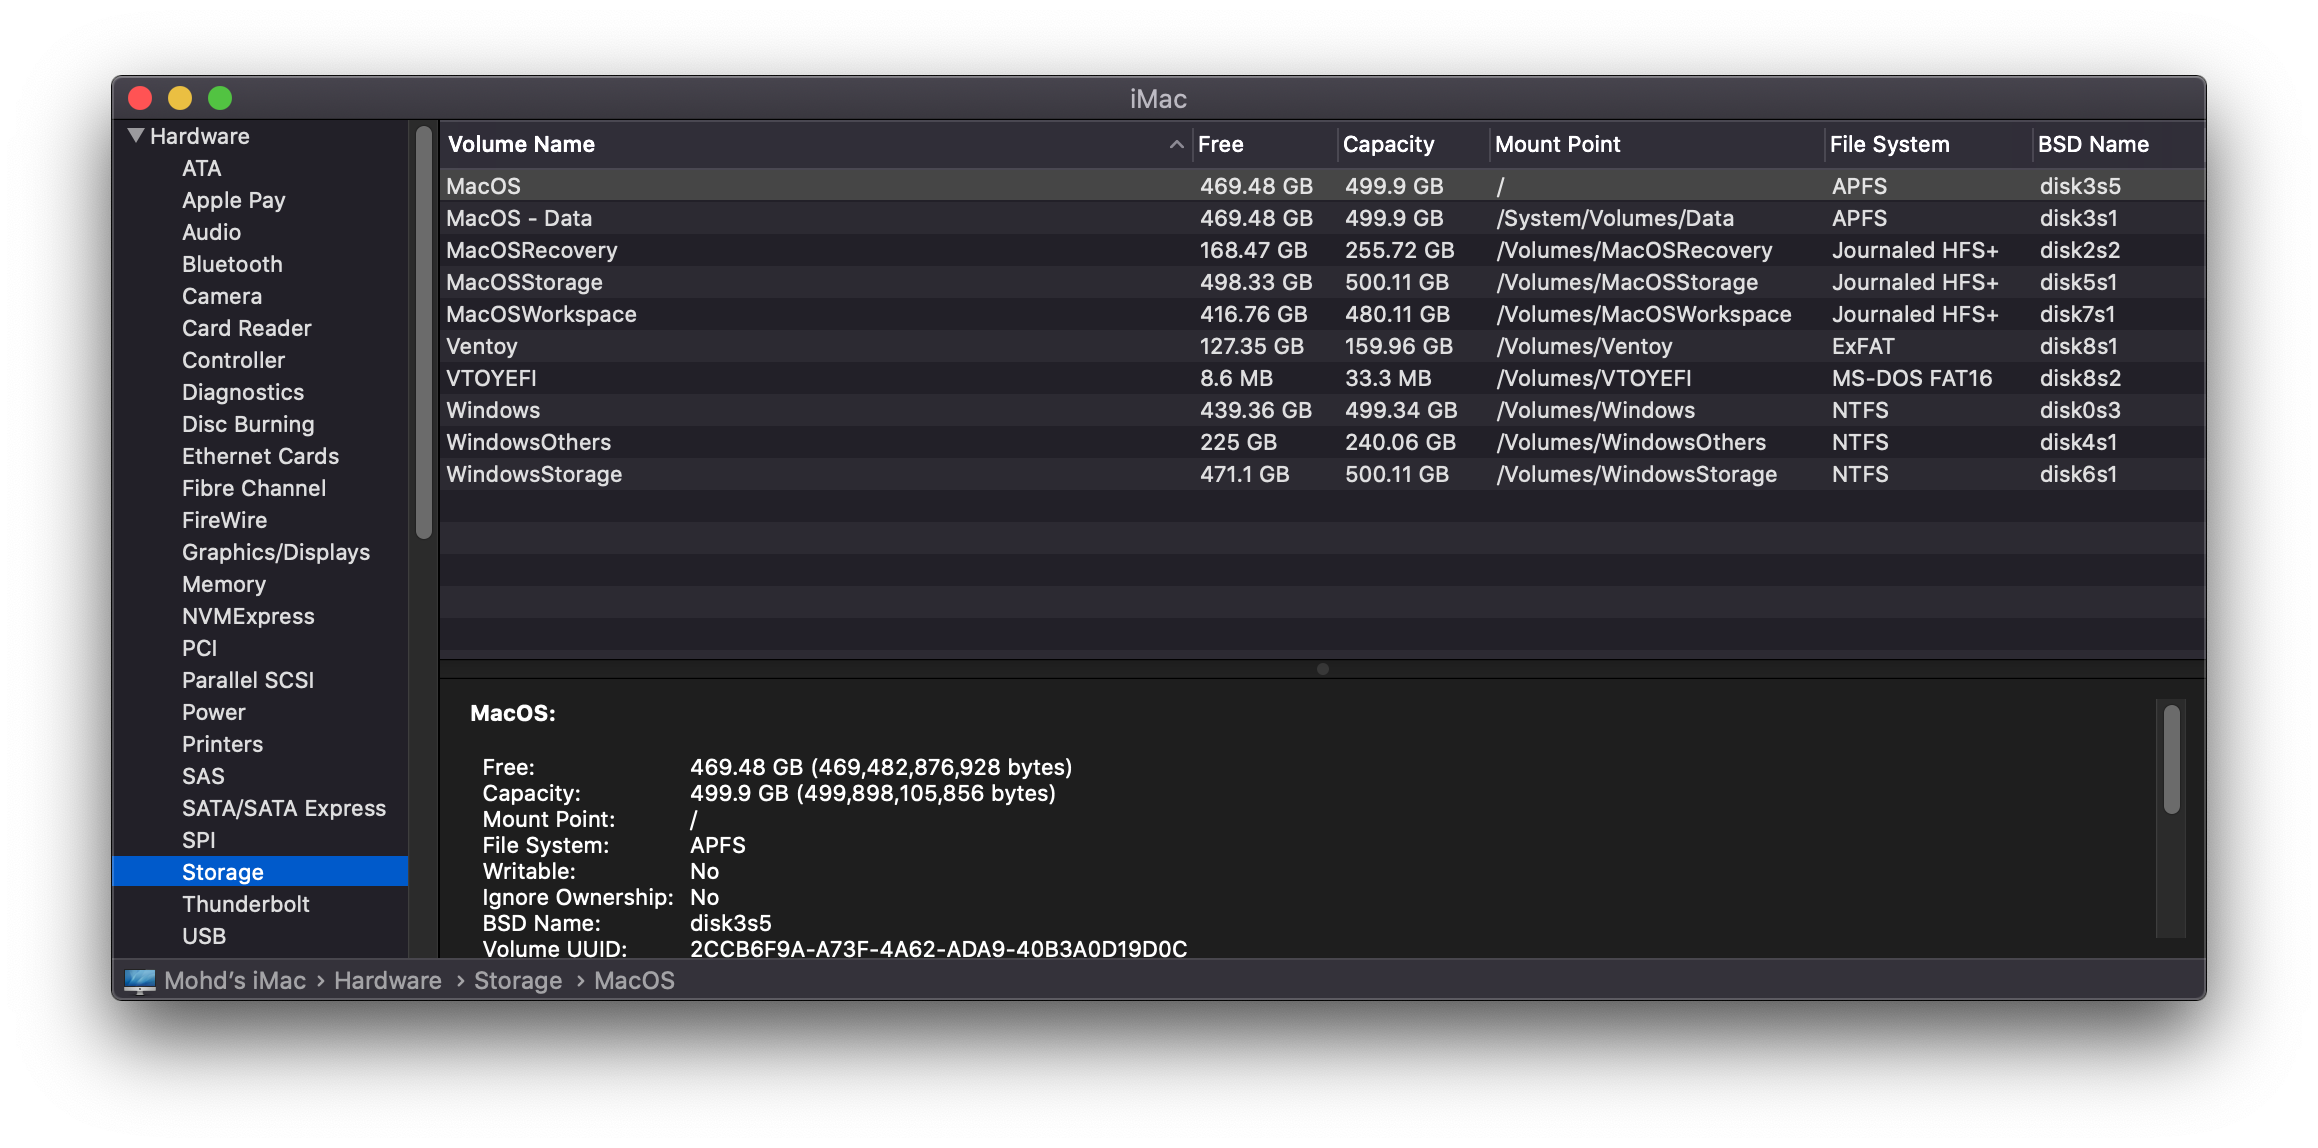 iMac
Hardware
ATA
Apple Pay
Audio
Bluetooth
Camera
Card Reader
Controller
Diagnostics
Disc Burning
Ethernet Cards
Fibre Channel
FireWire
Graphics/Displays
Memory
NVMExpress
PCI
Parallel SCSI
Power
Printers
SAS
SATA/SATA Express
SPI
Storage
Thunderbolt
USB
Volume Name Free Capacity Mount Point File System BSD Name
MacOS 469.48 GB 499.9 GB / APFS disk3s5
MacOS - Data 469.48 GB 499.9 GB /System/Volumes/Data APFS disk3s1
MacOSRecovery 168.47 GB 255.72 GB /Volumes/MacOSRecovery Journaled HFS+ disk2s2
MacOSStorage 498.33 GB 500.11 GB /Volumes/MacOSStorage Journaled HFS+ disk5s1
MacOSWorkspace 416.76 GB 480.11 GB /Volumes/MacOSWorkspace Journaled HFS+ disk7s1
Ventoy 127.35 GB 159.96 GB /Volumes/Ventoy ExFAT disk8s1
VTOYEFI 8.6 MB 33.3 MB /Volumes/VTOYEFI MS-DOS FAT16 disk8s2
Windows 439.36 GB 499.34 GB /Volumes/Windows NTFS disk0s3
WindowsOthers 225 GB 240.06 GB /Volumes/WindowsOthers NTFS disk4s1
WindowsStorage 471.1 GB 500.11 GB /Volumes/WindowsStorage NTFS disk6s1
MacOS:
Free: 469.48 GB (469,482,876,928 bytes)
Capacity: 499.9 GB (499,898,105,856 bytes)
Mount Point: /
File System: APFS
Writable: No
Ignore Ownership: No
BSD Name: disk3s5
Volume UUID: 2CCB6F9A-A73F-4A62-ADA9-40B3A0D19D0C
Mohd's iMac › Hardware › Storage › MacOS